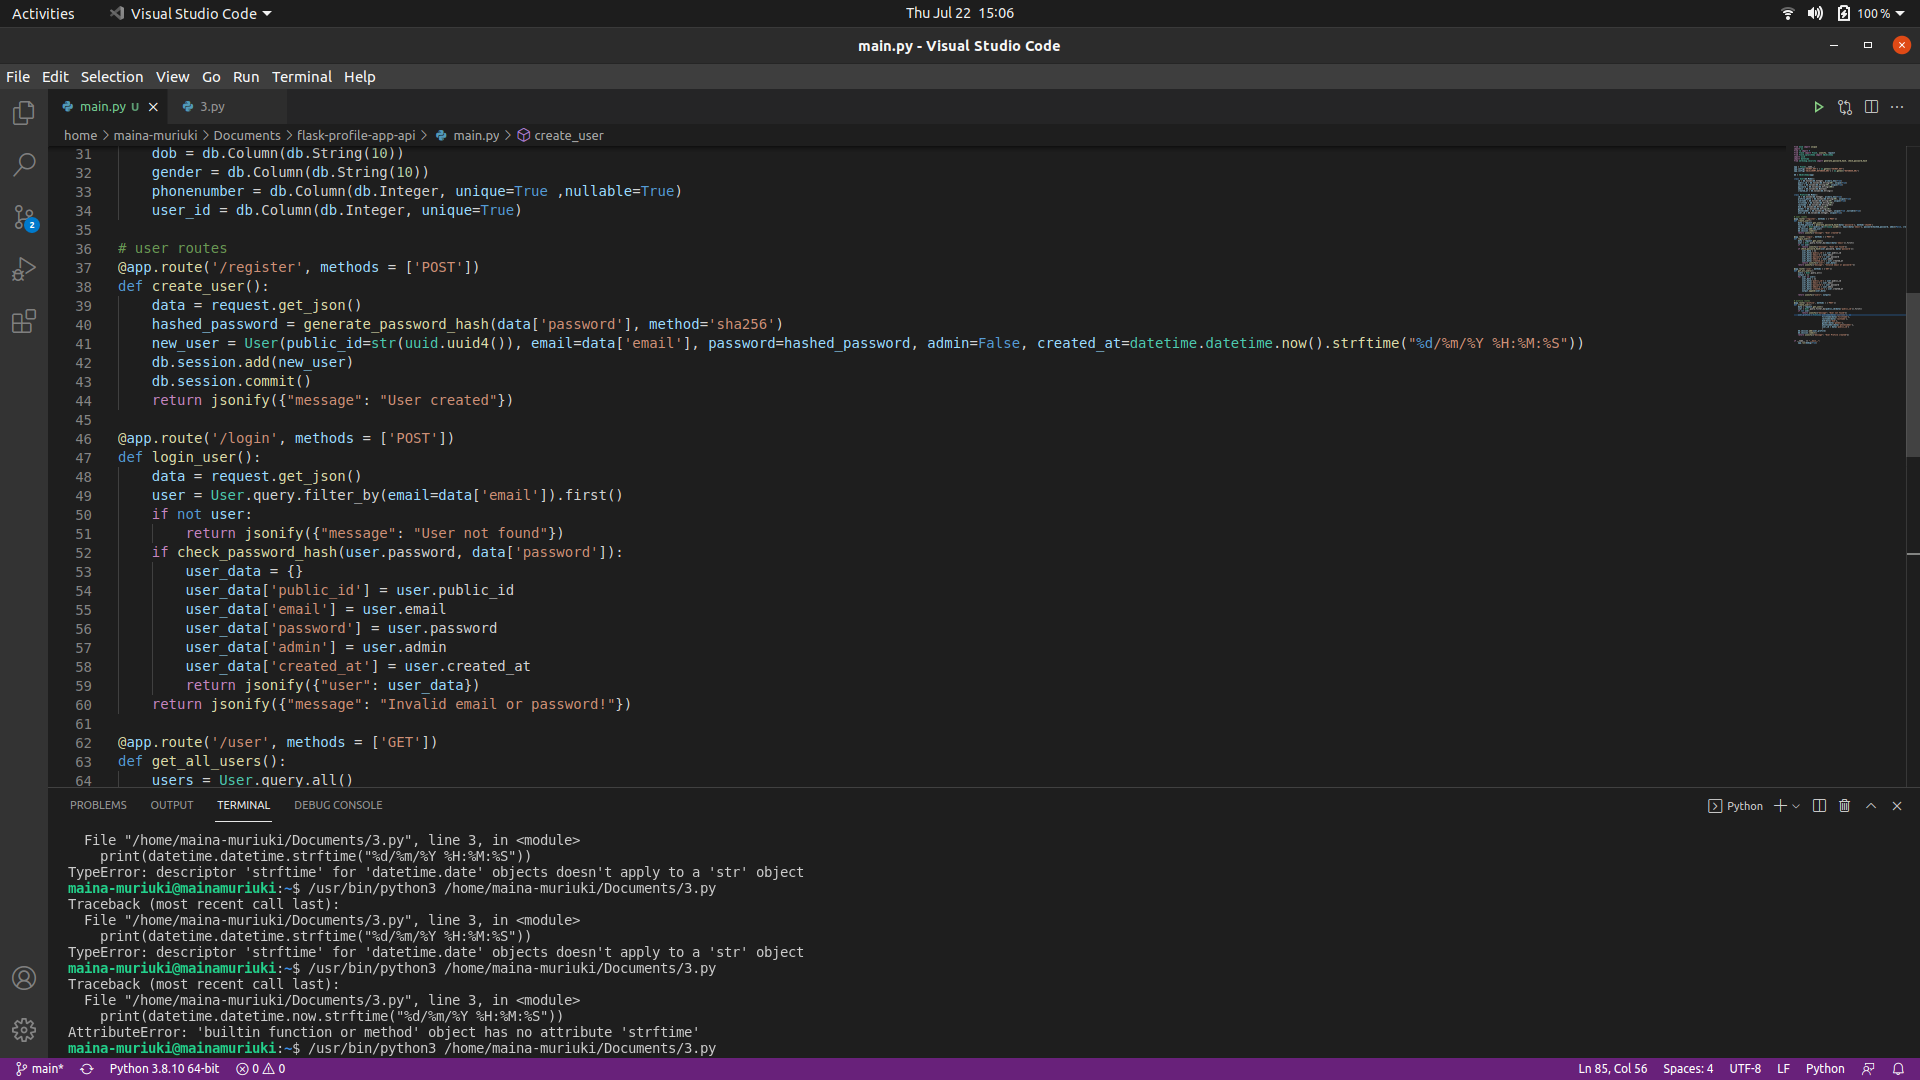 Activities Visual Studio Code Thu Jul 22 15:06 100 %
main.py - Visual Studio Code
File Edit Selection View Go Run Terminal Help
main.py U 3.py
home > maina-muriuki > Documents > flask-profile-app-api > main.py > create_user
31 dob = db.Column(db.String(10))
32 gender = db.Column(db.String(10))
33 phonenumber = db.Column(db.Integer, unique=True ,nullable=True)
34 user_id = db.Column(db.Integer, unique=True)
35
36 # user routes
37 @app.route('/register', methods = ['POST'])
38 def create_user():
39 data = request.get_json()
40 hashed_password = generate_password_hash(data['password'], method='sha256')
41 new_user = User(public_id=str(uuid.uuid4()), email=data['email'], password=hashed_password, admin=False, created_at=datetime.datetime.now().strftime("%d/%m/%Y %H:%M:%S"))
42 db.session.add(new_user)
43 db.session.commit()
44 return jsonify({"message": "User created"})
45
46 @app.route('/login', methods = ['POST'])
47 def login_user():
48 data = request.get_json()
49 user = User.query.filter_by(email=data['email']).first()
50 if not user:
51 return jsonify({"message": "User not found"})
52 if check_password_hash(user.password, data['password']):
53 user_data = {}
54 user_data['public_id'] = user.public_id
55 user_data['email'] = user.email
56 user_data['password'] = user.password
57 user_data['admin'] = user.admin
58 user_data['created_at'] = user.created_at
59 return jsonify({"user": user_data})
60 return jsonify({"message": "Invalid email or password!"})
61
62 @app.route('/user', methods = ['GET'])
63 def get_all_users():
64 users = User.query.all()
2
PROBLEMS OUTPUT TERMINAL DEBUG CONSOLE Python
File "/home/maina-muriuki/Documents/3.py", line 3, in <module>
print(datetime.datetime.strftime("%d/%m/%Y %H:%M:%S"))
TypeError: descriptor 'strftime' for 'datetime.date' objects doesn't apply to a 'str' object
maina-muriuki@mainamuriuki:~$ /usr/bin/python3 /home/maina-muriuki/Documents/3.py
Traceback (most recent call last):
File "/home/maina-muriuki/Documents/3.py", line 3, in <module>
print(datetime.datetime.strftime("%d/%m/%Y %H:%M:%S"))
TypeError: descriptor 'strftime' for 'datetime.date' objects doesn't apply to a 'str' object
maina-muriuki@mainamuriuki:~$ /usr/bin/python3 /home/maina-muriuki/Documents/3.py
Traceback (most recent call last):
File "/home/maina-muriuki/Documents/3.py", line 3, in <module>
print(datetime.datetime.now.strftime("%d/%m/%Y %H:%M:%S"))
AttributeError: 'builtin_function_or_method' object has no attribute 'strftime'
maina-muriuki@mainamuriuki:~$ /usr/bin/python3 /home/maina-muriuki/Documents/3.py
main* Python 3.8.10 64-bit 0 0 Ln 85, Col 56 Spaces: 4 UTF-8 LF Python